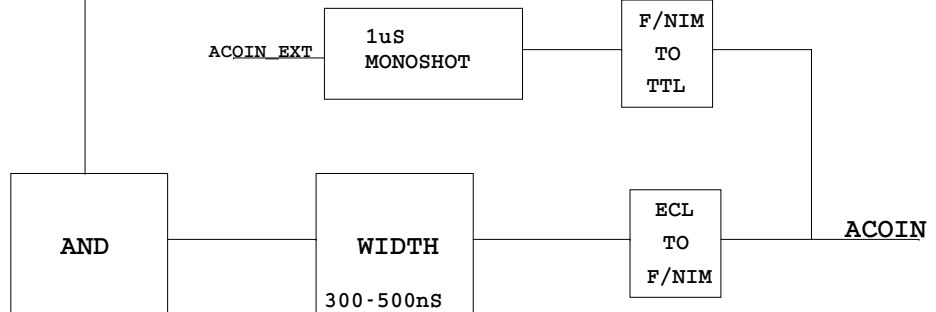 F/NIM
TO
TTL
1uS
MONOSHOT
ACOIN_EXT
AND
WIDTH
300-500nS
ECL
TO
F/NIM
ACOIN